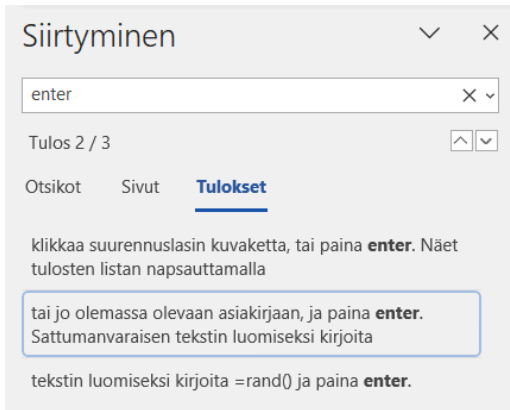 Siirtyminen
enter
Tulos 2 / 3
Otsikot Sivut Tulokset
klikkaa suurennuslasin kuvaketta, tai paina enter. Näet
tulosten listan napsauttamalla
tai jo olemassa olevaan asiakirjaan, ja paina enter.
Sattumanvaraisen tekstin luomiseksi kirjoita
tekstin luomiseksi kirjoita =rand() ja paina enter.